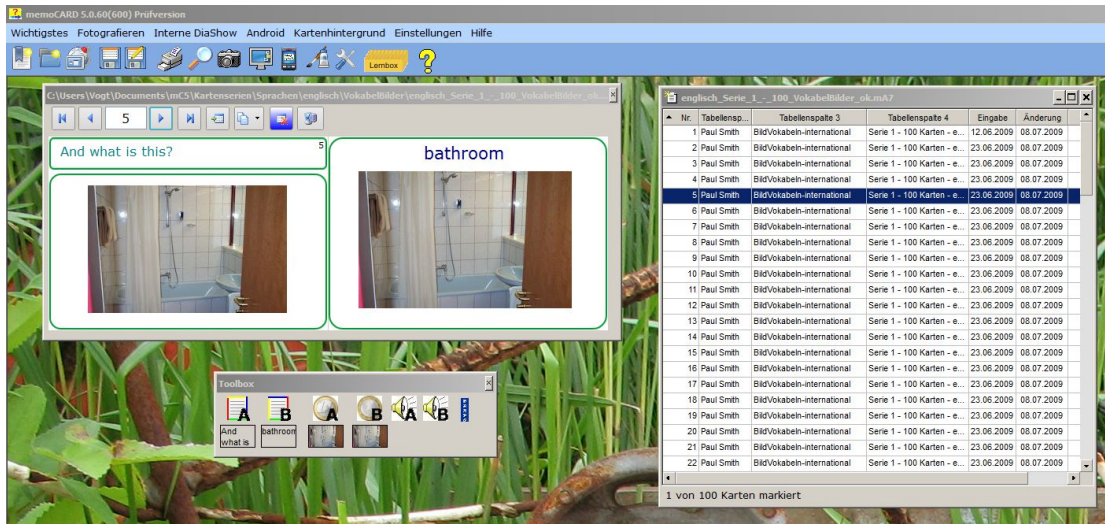 memoCARD 5.0.60(600) Prüfversion
Wichtigstes Fotografieren Interne DiaShow Android Kartenhintergrund Einstellungen Hilfe
Lernbox
C:\Users\Vogt\Documents\mC5\Kartenserien\Sprachen\englisch\VokabelBilder\englisch_Serie_1_-_100_VokabelBilder_ok...
5
And what is this? 5
bathroom
Toolbox
A B A B A B
And what is
bathroom
englisch_Serie_1_-_100_VokabelBilder_ok.mA7
Nr. Tabellensp... Tabellenspalte 3 Tabellenspalte 4 Eingabe Änderung
1 Paul Smith BildVokabeln-international Serie 1 - 100 Karten - e... 12.06.2009 08.07.2009
2 Paul Smith BildVokabeln-international Serie 1 - 100 Karten - e... 23.06.2009 08.07.2009
3 Paul Smith BildVokabeln-international Serie 1 - 100 Karten - e... 23.06.2009 08.07.2009
4 Paul Smith BildVokabeln-international Serie 1 - 100 Karten - e... 23.06.2009 08.07.2009
5 Paul Smith BildVokabeln-international Serie 1 - 100 Karten - e... 23.06.2009 08.07.2009
6 Paul Smith BildVokabeln-international Serie 1 - 100 Karten - e... 23.06.2009 08.07.2009
7 Paul Smith BildVokabeln-international Serie 1 - 100 Karten - e... 23.06.2009 08.07.2009
8 Paul Smith BildVokabeln-international Serie 1 - 100 Karten - e... 23.06.2009 08.07.2009
9 Paul Smith BildVokabeln-international Serie 1 - 100 Karten - e... 23.06.2009 08.07.2009
10 Paul Smith BildVokabeln-international Serie 1 - 100 Karten - e... 23.06.2009 08.07.2009
11 Paul Smith BildVokabeln-international Serie 1 - 100 Karten - e... 23.06.2009 08.07.2009
12 Paul Smith BildVokabeln-international Serie 1 - 100 Karten - e... 23.06.2009 08.07.2009
13 Paul Smith BildVokabeln-international Serie 1 - 100 Karten - e... 23.06.2009 08.07.2009
14 Paul Smith BildVokabeln-international Serie 1 - 100 Karten - e... 23.06.2009 08.07.2009
15 Paul Smith BildVokabeln-international Serie 1 - 100 Karten - e... 23.06.2009 08.07.2009
16 Paul Smith BildVokabeln-international Serie 1 - 100 Karten - e... 23.06.2009 08.07.2009
17 Paul Smith BildVokabeln-international Serie 1 - 100 Karten - e... 23.06.2009 08.07.2009
18 Paul Smith BildVokabeln-international Serie 1 - 100 Karten - e... 23.06.2009 08.07.2009
19 Paul Smith BildVokabeln-international Serie 1 - 100 Karten - e... 23.06.2009 08.07.2009
20 Paul Smith BildVokabeln-international Serie 1 - 100 Karten - e... 23.06.2009 08.07.2009
21 Paul Smith BildVokabeln-international Serie 1 - 100 Karten - e... 23.06.2009 08.07.2009
22 Paul Smith BildVokabeln-international Serie 1 - 100 Karten - e... 23.06.2009 08.07.2009
1 von 100 Karten markiert